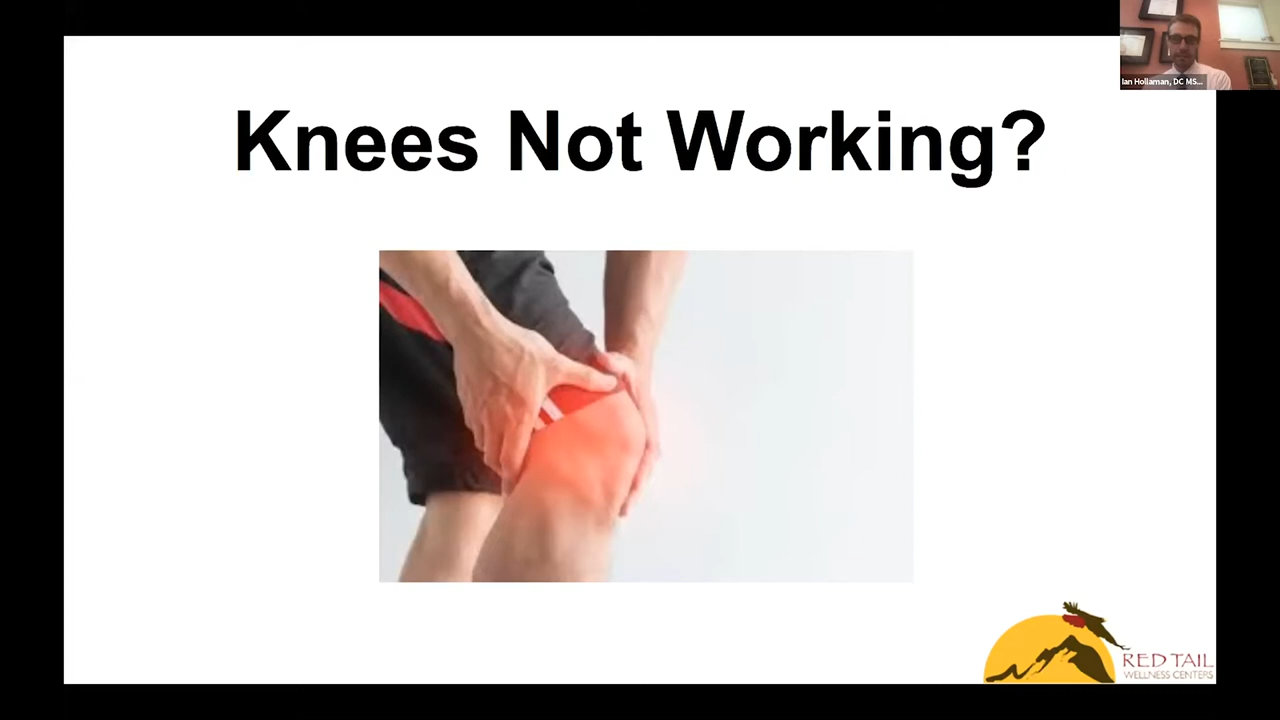 Ian Hollaman, DC MS...
Knees Not Working?
RED TAIL
WELLNESS CENTERS